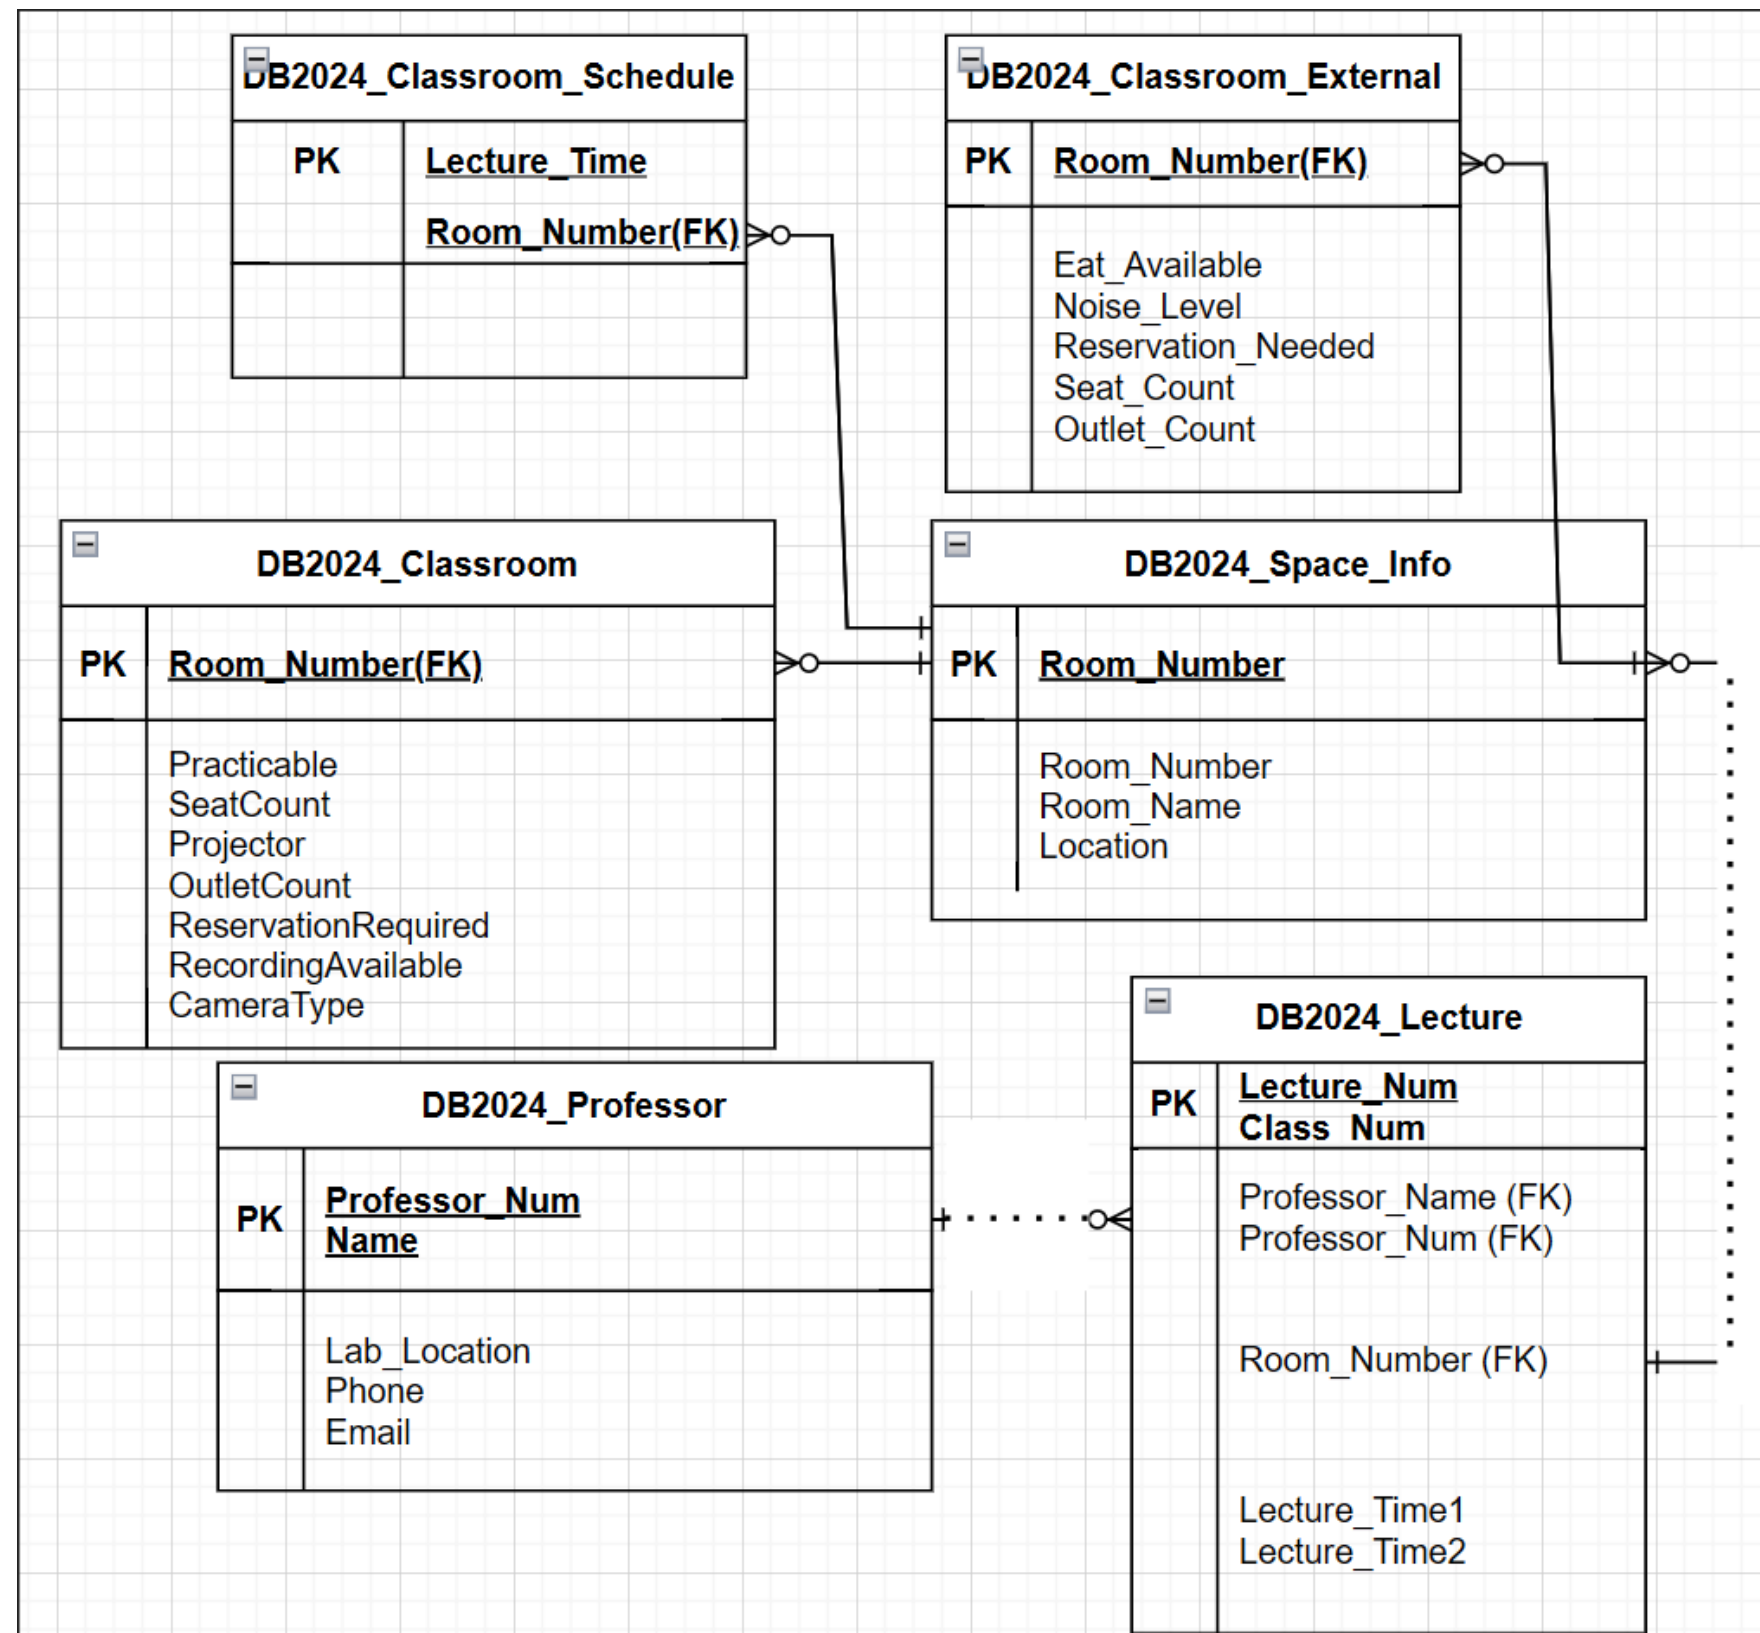 DB2024_Classroom_Schedule
PK
Lecture_Time
Room_Number(FK)
DB2024_Classroom_External
PK
Room_Number(FK)
Eat_Available
Noise_Level
Reservation_Needed
Seat_Count
Outlet_Count
DB2024_Classroom
PK
Room_Number(FK)
Practicable
SeatCount
Projector
OutletCount
ReservationRequired
RecordingAvailable
CameraType
DB2024_Space_Info
PK
Room_Number
Room_Number
Room_Name
Location
DB2024_Professor
PK
Professor_Num
Name
Lab_Location
Phone
Email
DB2024_Lecture
PK
Lecture_Num
Class_Num
Professor_Name (FK)
Professor_Num (FK)
Room_Number (FK)
Lecture_Time1
Lecture_Time2